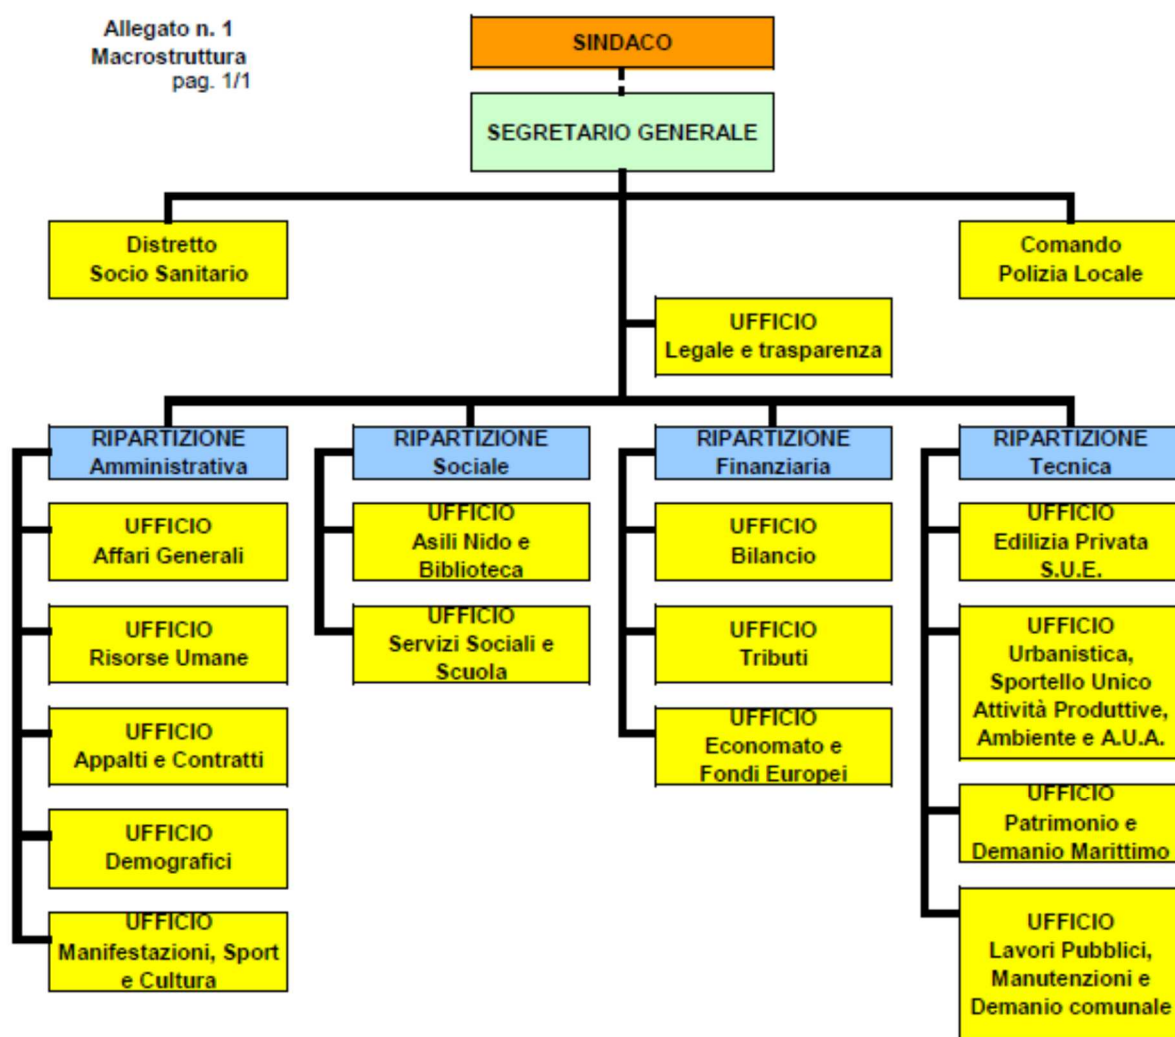 Allegato n. 1
Macrostruttura
pag. 1/1
SINDACO
SEGRETARIO GENERALE
Distretto
Socio Sanitario
Comando
Polizia Locale
UFFICIO
Legale e trasparenza
RIPARTIZIONE
Amministrativa
UFFICIO
Affari Generali
UFFICIO
Risorse Umane
UFFICIO
Appalti e Contratti
UFFICIO
Demografici
UFFICIO
Manifestazioni, Sport
e Cultura
RIPARTIZIONE
Sociale
UFFICIO
Asili Nido e
Biblioteca
UFFICIO
Servizi Sociali e
Scuola
RIPARTIZIONE
Finanziaria
UFFICIO
Bilancio
UFFICIO
Tributi
UFFICIO
Economato e
Fondi Europei
RIPARTIZIONE
Tecnica
UFFICIO
Edilizia Privata
S.U.E.
UFFICIO
Urbanistica,
Sportello Unico
Attività Produttive,
Ambiente e A.U.A.
UFFICIO
Patrimonio e
Demanio Marittimo
UFFICIO
Lavori Pubblici,
Manutenzioni e
Demanio comunale